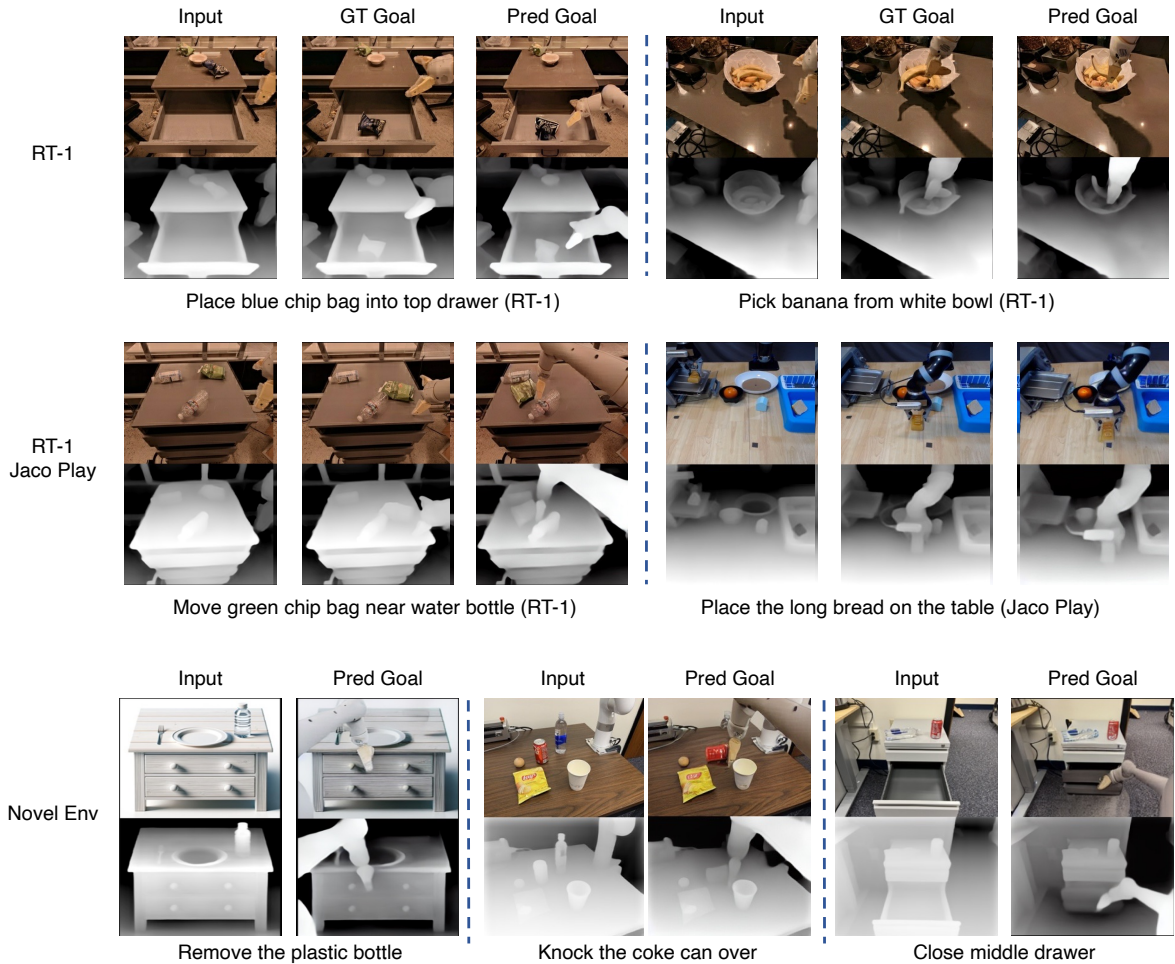 Input GT Goal Pred Goal Input GT Goal Pred Goal
RT-1
Place blue chip bag into top drawer (RT-1) Pick banana from white bowl (RT-1)
RT-1
Jaco Play
Move green chip bag near water bottle (RT-1) Place the long bread on the table (Jaco Play)
Input Pred Goal Input Pred Goal Input Pred Goal
Novel Env
Remove the plastic bottle Knock the coke can over Close middle drawer